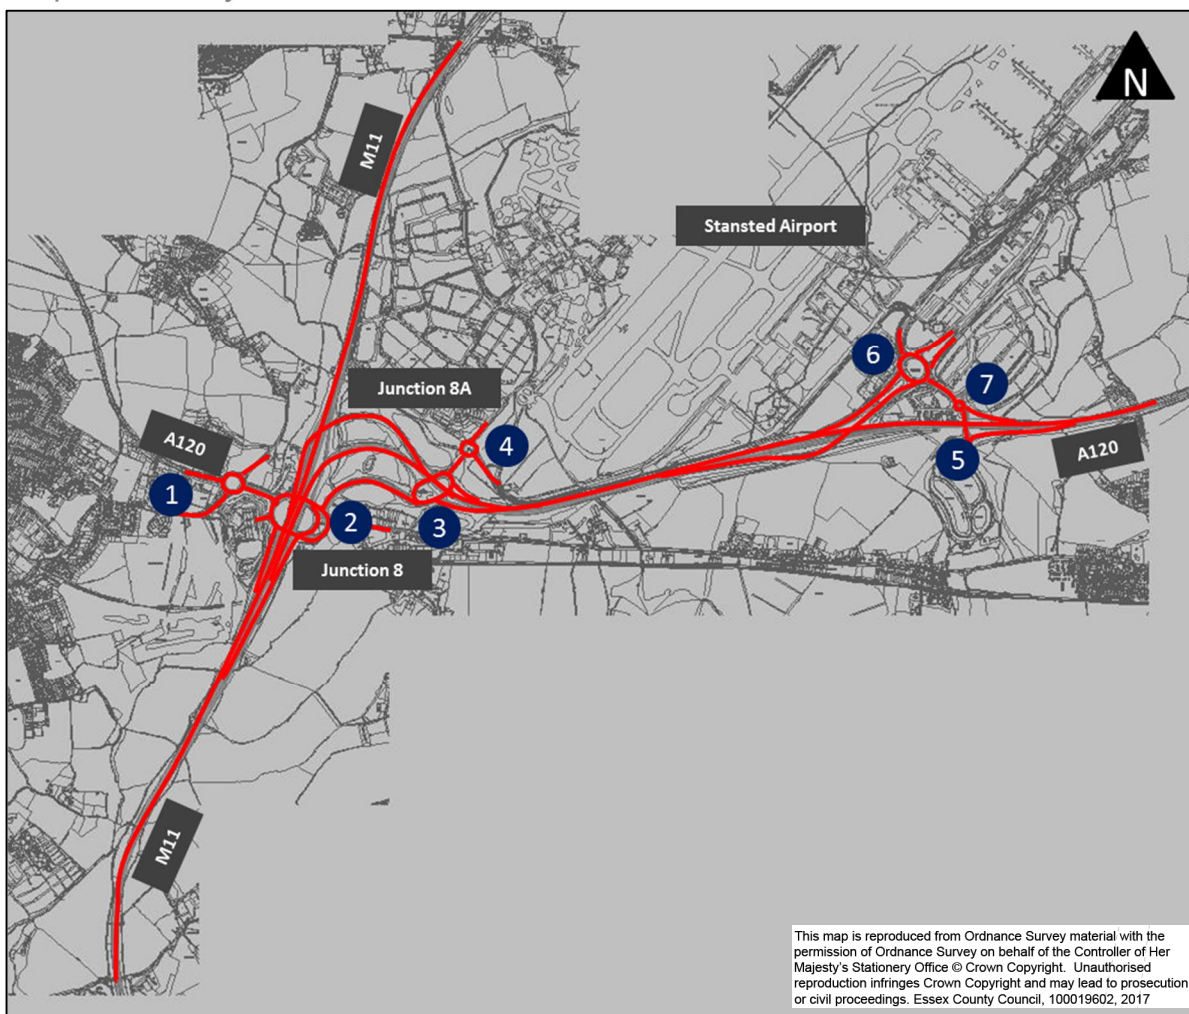 N
M11
Stansted Airport
6
7
Junction 8A
A120
4
A120
1
5
2
3
Junction 8
M11
This map is reproduced from Ordnance Survey material with the
permission of Ordnance Survey on behalf of the Controller of Her
Majesty's Stationery Office © Crown Copyright. Unauthorised
reproduction infringes Crown Copyright and may lead to prosecution
or civil proceedings. Essex County Council, 100019602, 2017